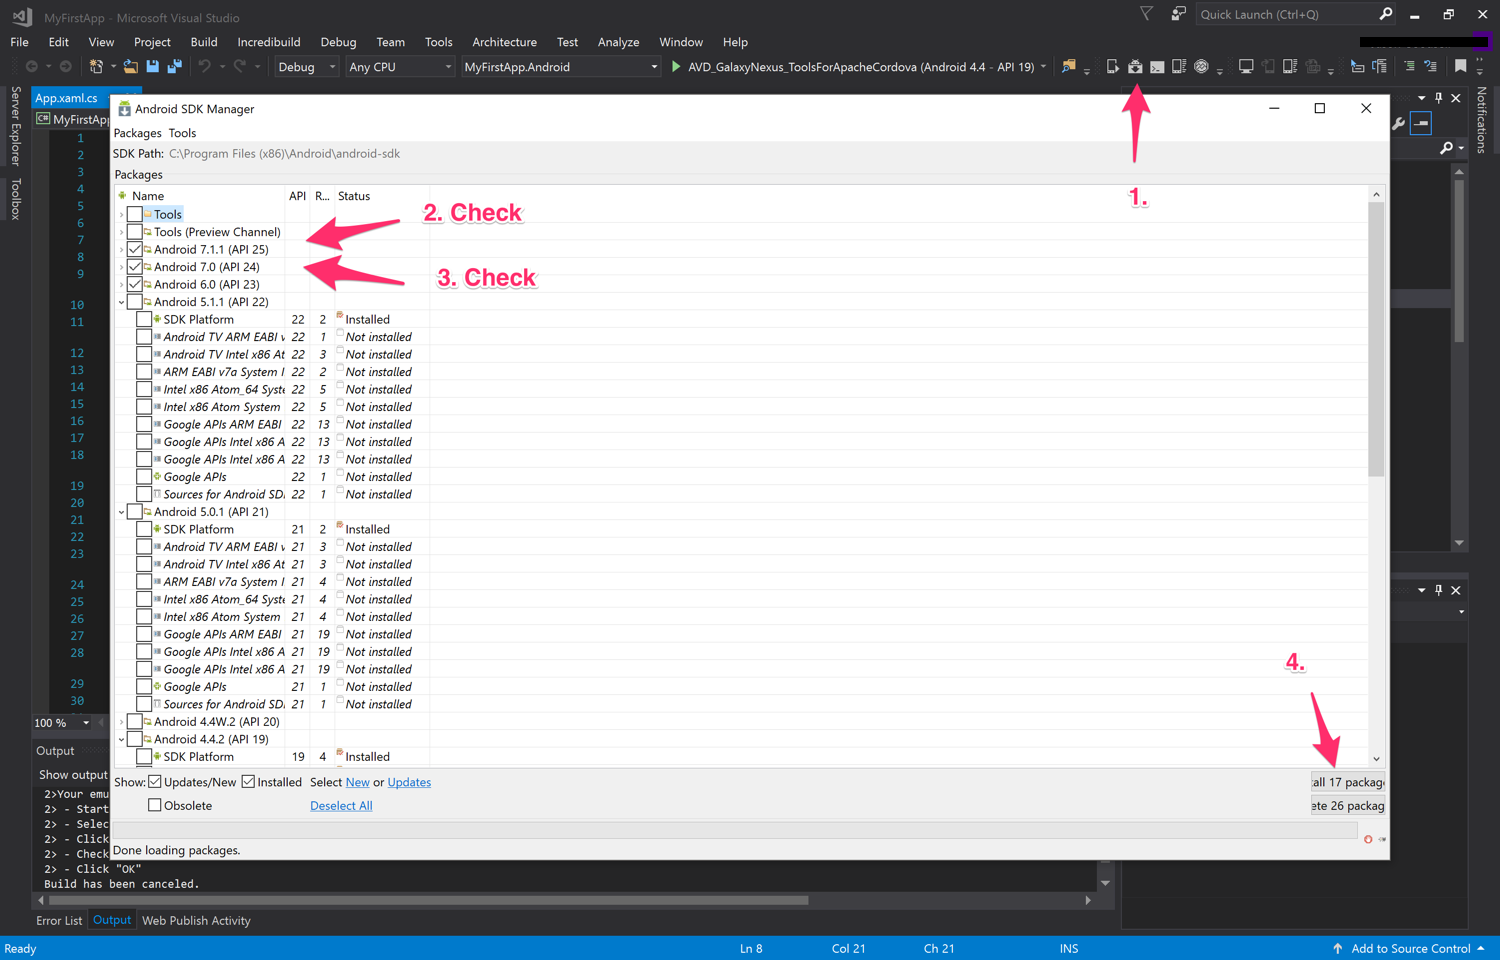 MyFirstApp - Microsoft Visual Studio
Quick Launch (Ctrl+Q)
File Edit View Project Build Incredibuild Debug Team Tools Architecture Test Analyze Window Help
Debug Any CPU MyFirstApp.Android AVD_GalaxyNexus_ToolsForApacheCordova (Android 4.4 - API 19)
Server Explorer
Toolbox
Notifications
App.xaml.cs
MyFirstApp
1
2
3
4
5
6
7
8
9
10
11
12
13
14
15
16
17
18
19
20
21
22
23
24
25
26
27
28
29
30
100 %
Android SDK Manager
Packages Tools
SDK Path: C:\Program Files (x86)\Android\android-sdk
Packages
Name API R... Status
Tools
Tools (Preview Channel)
Android 7.1.1 (API 25)
Android 7.0 (API 24)
Android 6.0 (API 23)
Android 5.1.1 (API 22)
SDK Platform 22 2 Installed
Android TV ARM EABI v 22 1 Not installed
Android TV Intel x86 At 22 3 Not installed
ARM EABI v7a System I 22 2 Not installed
Intel x86 Atom_64 Syste 22 5 Not installed
Intel x86 Atom System 22 5 Not installed
Google APIs ARM EABI 22 13 Not installed
Google APIs Intel x86 A 22 13 Not installed
Google APIs Intel x86 A 22 13 Not installed
Google APIs 22 1 Not installed
Sources for Android SD 22 1 Not installed
Android 5.0.1 (API 21)
SDK Platform 21 2 Installed
Android TV ARM EABI v 21 3 Not installed
Android TV Intel x86 At 21 3 Not installed
ARM EABI v7a System I 21 4 Not installed
Intel x86 Atom_64 Syste 21 4 Not installed
Intel x86 Atom System 21 4 Not installed
Google APIs ARM EABI 21 19 Not installed
Google APIs Intel x86 A 21 19 Not installed
Google APIs Intel x86 A 21 19 Not installed
Google APIs 21 1 Not installed
Sources for Android SD 21 1 Not installed
Android 4.4W.2 (API 20)
Android 4.4.2 (API 19)
SDK Platform 19 4 Installed
1.
2. Check
3. Check
4.
Show: Updates/New Installed Select New or Updates
all 17 packag
Obsolete Deselect All
ete 26 packag
Done loading packages.
Output
Show output
2>Your emu
2> - Start
2> - Selec
2> - Click
2> - Check
2> - Click "OK"
Build has been canceled.
Error List Output Web Publish Activity
Ready Ln 8 Col 21 Ch 21 INS Add to Source Control